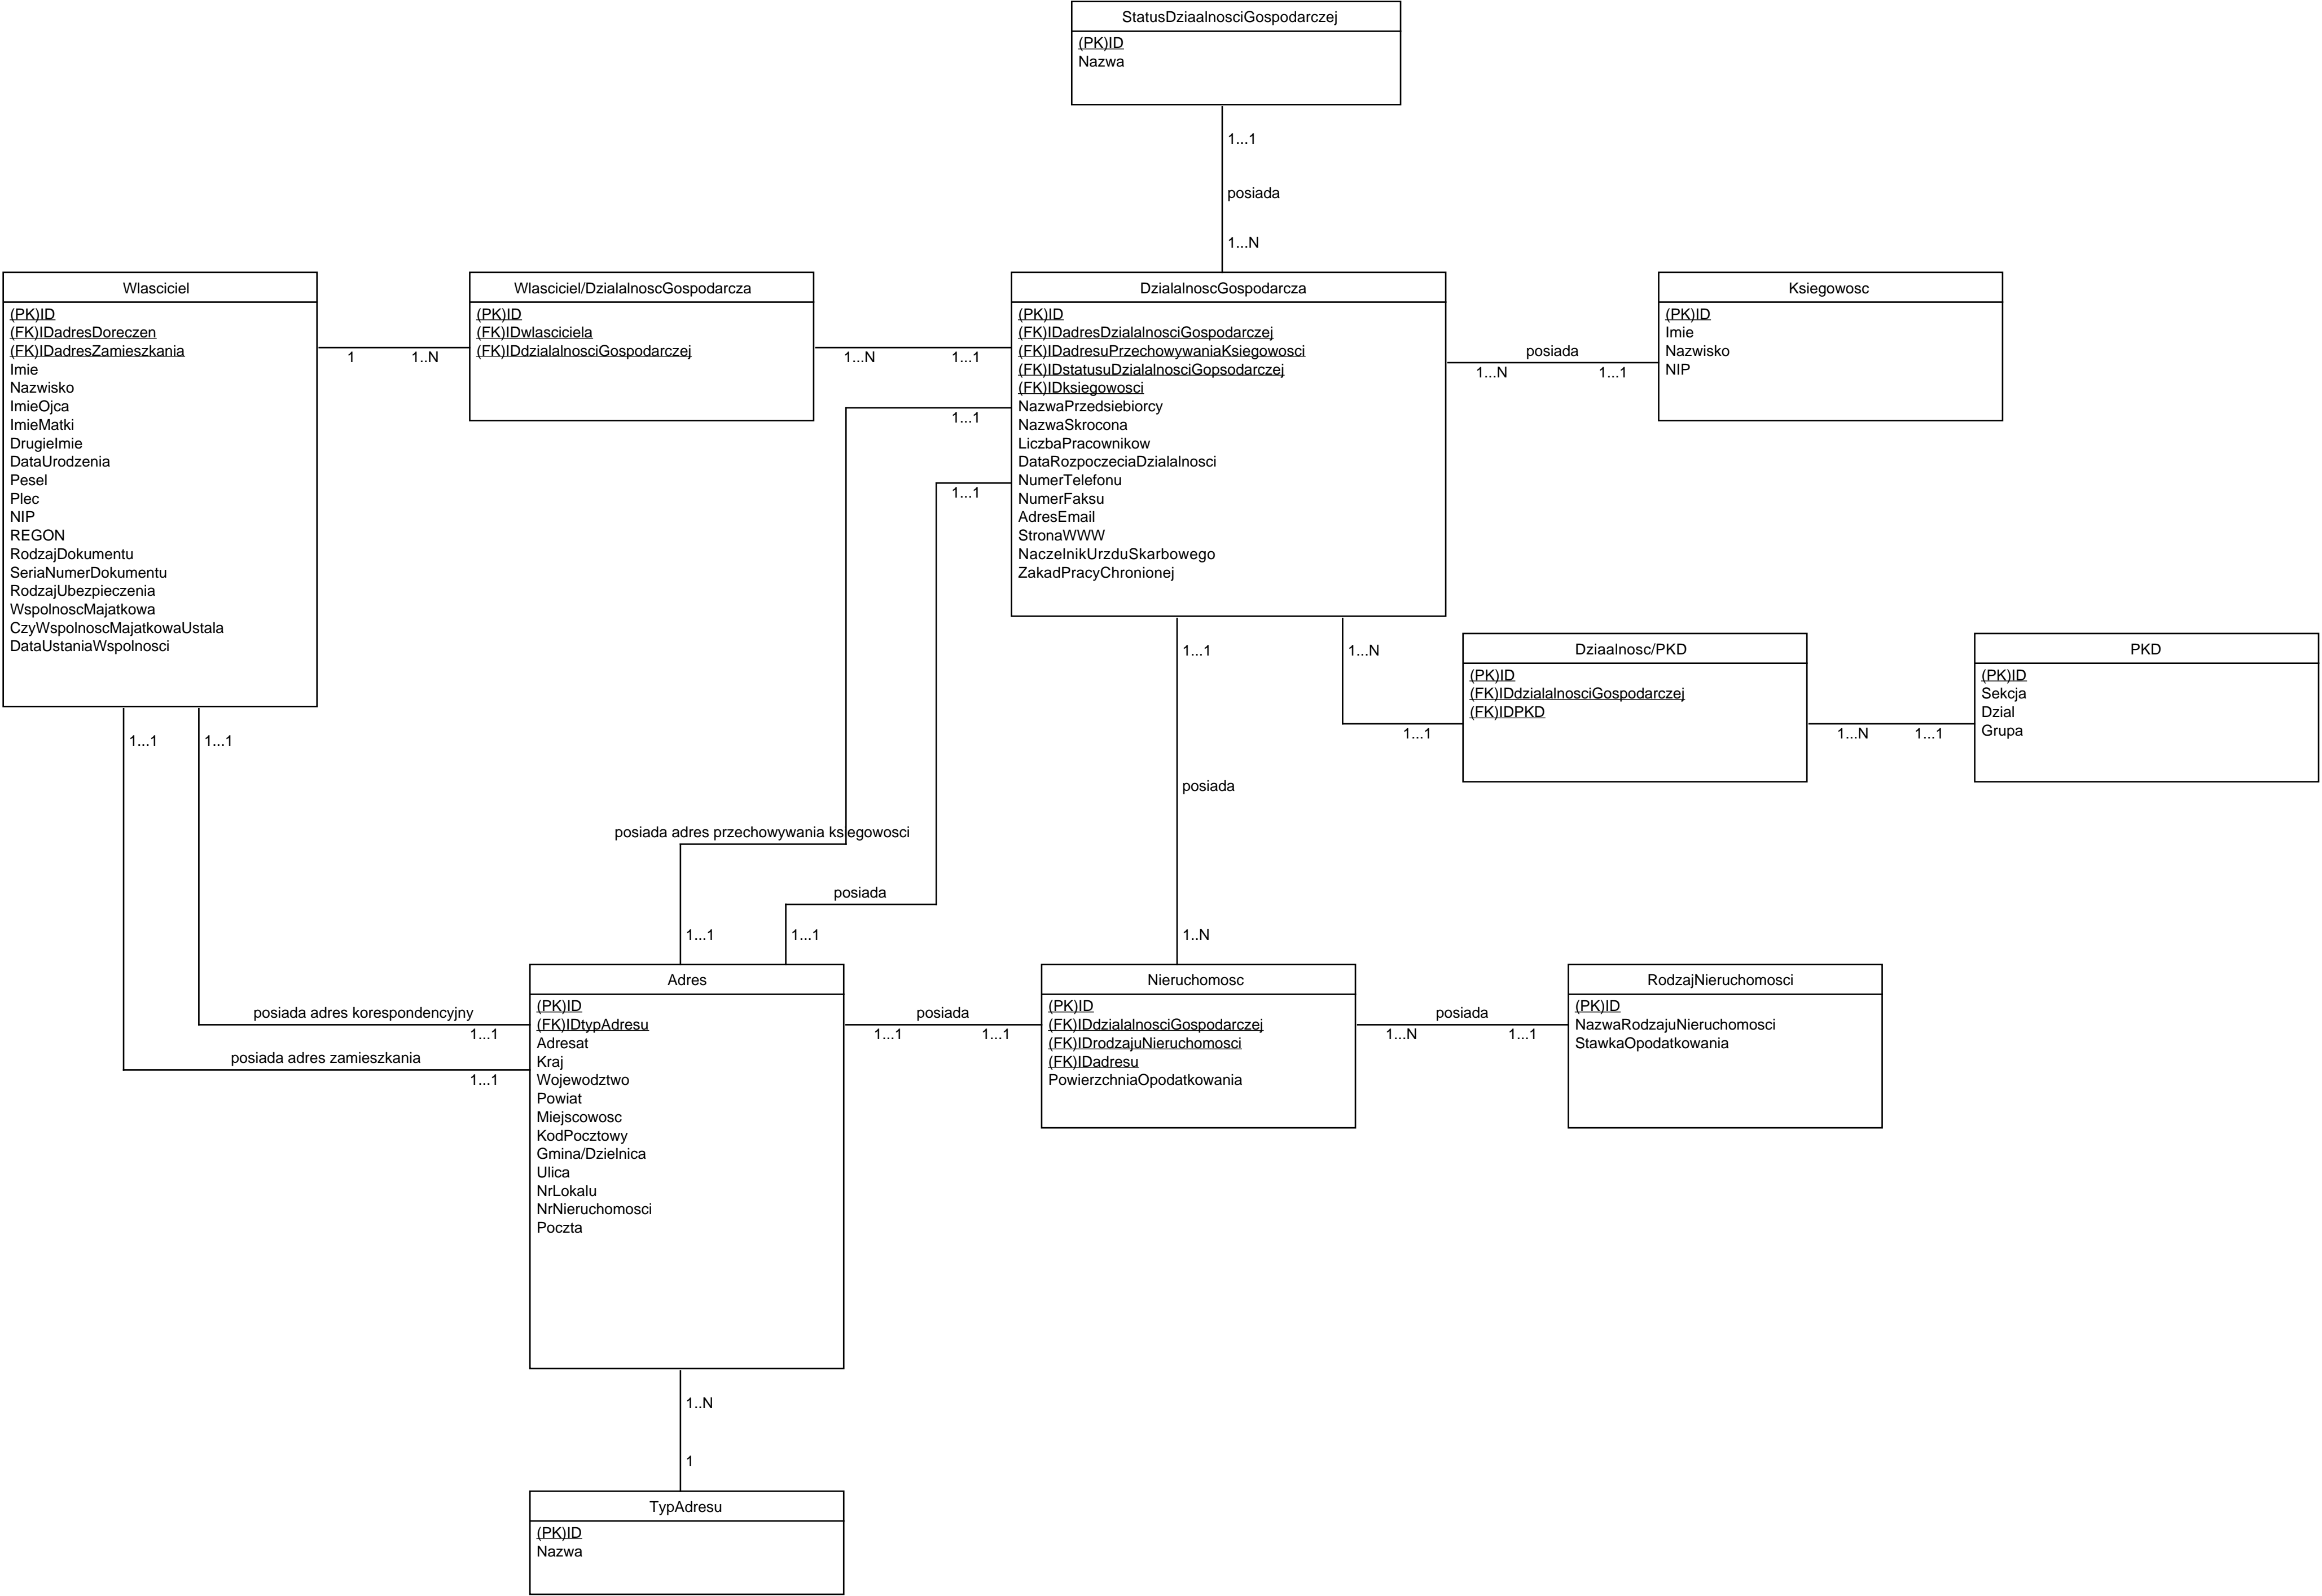 StatusDziaalnosciGospodarczej
(PK)ID
Nazwa
1...1
posiada
1...N
Wlasciciel
(PK)ID
(FK)IDadresDoreczen
(FK)IDadresZamieszkania
Imie
Nazwisko
ImieOjca
ImieMatki
DrugieImie
DataUrodzenia
Pesel
Plec
NIP
REGON
RodzajDokumentu
SeriaNumerDokumentu
RodzajUbezpieczenia
WspolnoscMajatkowa
CzyWspolnoscMajatkowaUstala
DataUstaniaWspolnosci
1
1..N
Wlasciciel/DzialalnoscGospodarcza
(PK)ID
(FK)IDwlasciciela
(FK)IDdzialalnosciGospodarczej
1...N
1...1
1...1
1...1
DzialalnoscGospodarcza
(PK)ID
(FK)IDadresDzialalnosciGospodarczej
(FK)IDadresuPrzechowywaniaKsiegowosci
(FK)IDstatusuDzialalnosciGopsodarczej
(FK)IDksiegowosci
NazwaPrzedsiebiorcy
NazwaSkrocona
LiczbaPracownikow
DataRozpoczeciaDzialalnosci
NumerTelefonu
NumerFaksu
AdresEmail
StronaWWW
NaczelnikUrzduSkarbowego
ZakadPracyChronionej
posiada
1...N
1...1
Ksiegowosc
(PK)ID
Imie
Nazwisko
NIP
1...1
1...N
1...1
Dziaalnosc/PKD
(PK)ID
(FK)IDdzialalnosciGospodarczej
(FK)IDPKD
1...N
1...1
PKD
(PK)ID
Sekcja
Dzial
Grupa
1...1
1...1
posiada
posiada adres przechowywania ksiegowosci
posiada
1...1
1...1
1..N
posiada adres korespondencyjny
1...1
posiada adres zamieszkania
1...1
Adres
(PK)ID
(FK)IDtypAdresu
Adresat
Kraj
Wojewodztwo
Powiat
Miejscowosc
KodPocztowy
Gmina/Dzielnica
Ulica
NrLokalu
NrNieruchomosci
Poczta
posiada
1...1
1...1
Nieruchomosc
(PK)ID
(FK)IDdzialalnosciGospodarczej
(FK)IDrodzajuNieruchomosci
(FK)IDadresu
PowierzchniaOpodatkowania
posiada
1...N
1...1
RodzajNieruchomosci
(PK)ID
NazwaRodzajuNieruchomosci
StawkaOpodatkowania
1..N
1
TypAdresu
(PK)ID
Nazwa